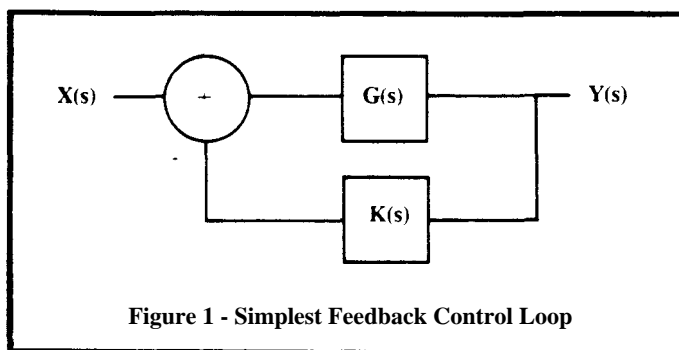 X(s)
+
G(s)
Y(s)
-
K(s)
Figure 1 - Simplest Feedback Control Loop